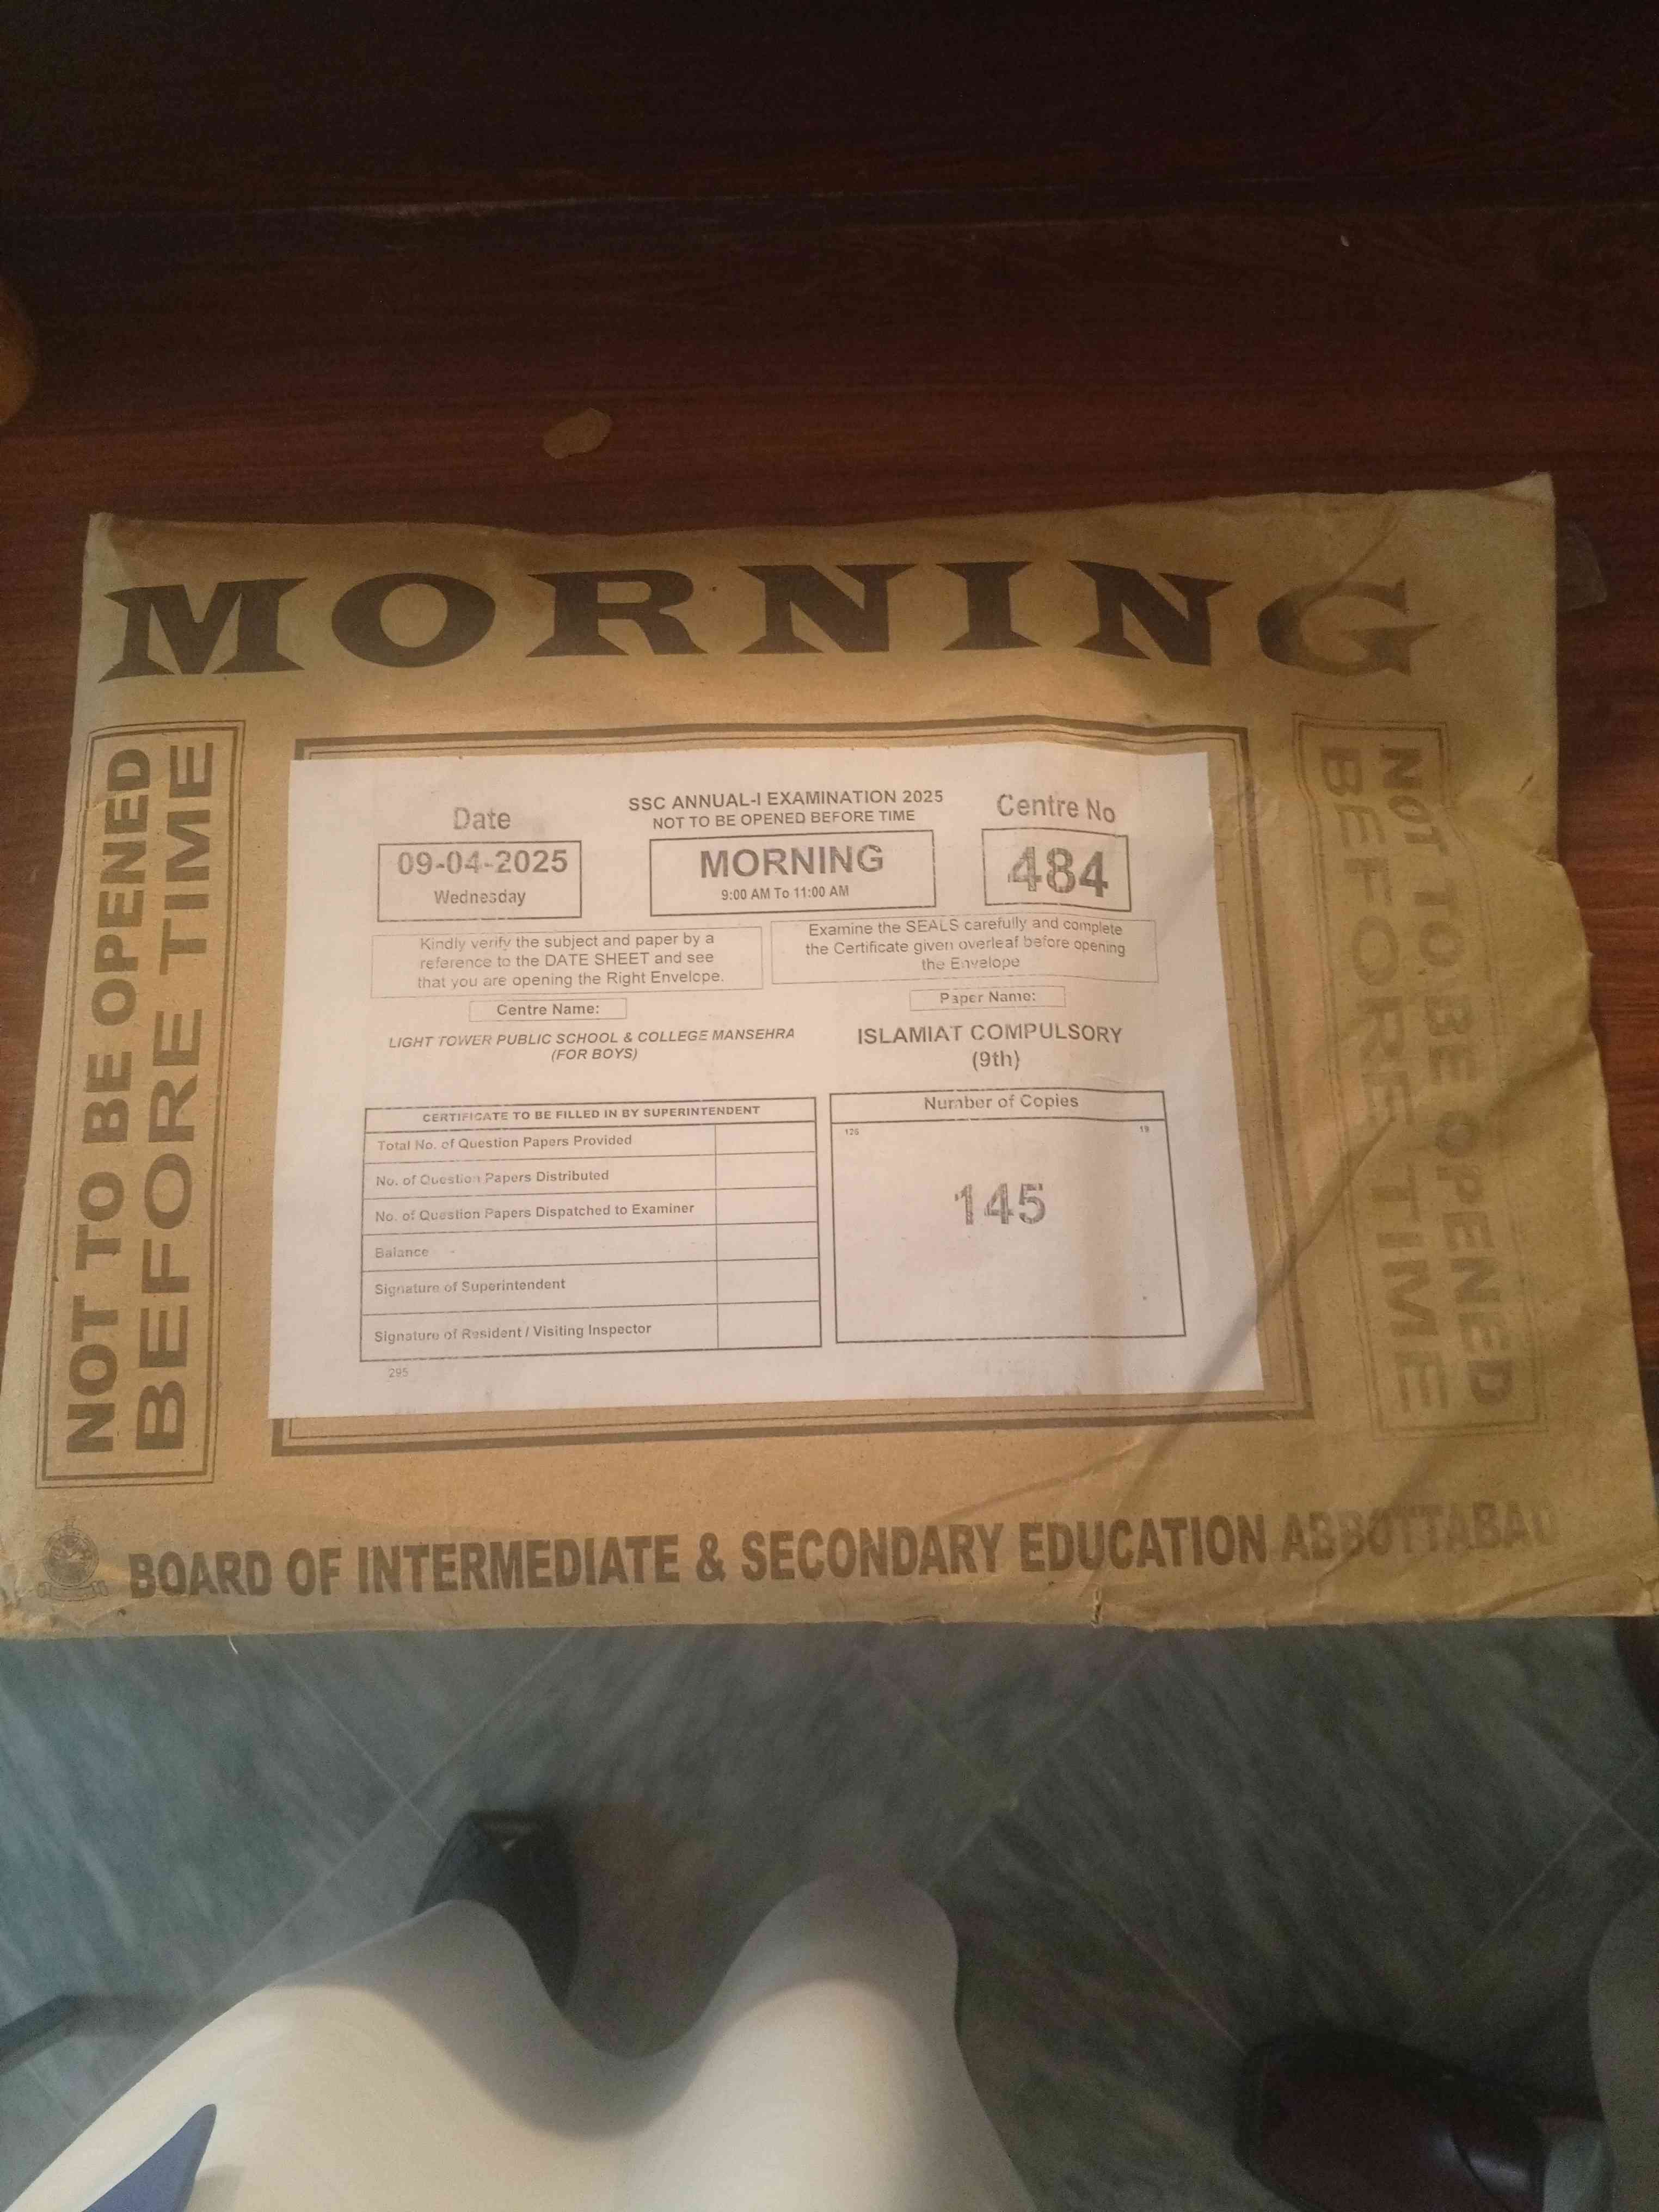 MORNING
NOT TO BE OPENED
BEFORE TIME
Date
09-04-2025
Wednesday
SSC ANNUAL-I EXAMINATION 2025
NOT TO BE OPENED BEFORE TIME
MORNING
9:00 AM To 11:00 AM
Centre No
484
Kindly verify the subject and paper by a
reference to the DATE SHEET and see
that you are opening the Right Envelope.
Examine the SEALS carefully and complete
the Certificate given overleaf before opening
the Envelope
Centre Name:
LIGHT TOWER PUBLIC SCHOOL & COLLEGE MANSEHRA
(FOR BOYS)
Paper Name:
ISLAMIAT COMPULSORY
(9th)
CERTIFICATE TO BE FILLED IN BY SUPERINTENDENT
Total No. of Question Papers Provided
No. of Question Papers Distributed
No. of Question Papers Dispatched to Examiner
Balance
Signature of Superintendent
Signature of Resident / Visiting Inspector
295
Number of Copies
126 19
145
NOT TO BE OPENED
BEFORE TIME
BOARD OF INTERMEDIATE & SECONDARY EDUCATION ABBOTTABAD